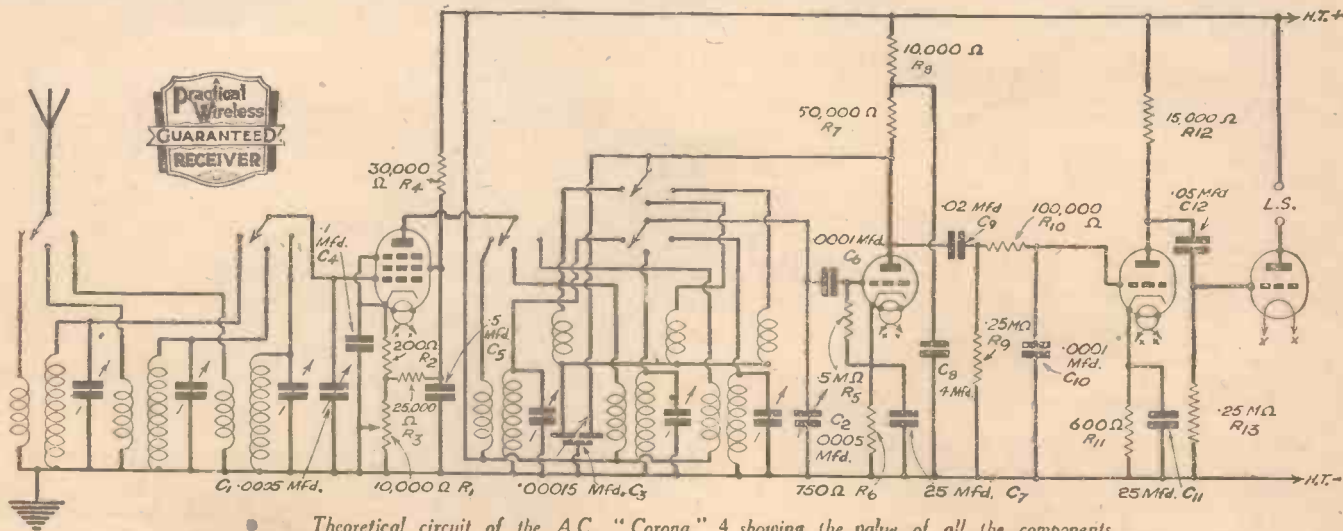 Practical
Wireless
GUARANTEED
RECEIVER
H.T.+
10,000 Ω
R8
50,000 Ω
R7
15,000 Ω
R12
30,000
Ω R4
.1
Mfd.
C4
.0001 Mfd.
C6
.02 Mfd
C9
100,000
R10 Ω
.05 Mfd
C12
L.S.
200Ω
R2
.5
Mfd.
C5
25,000
Ω
R3
.5 MΩ
R5
C8
4 Mfd.
.25 MΩ
R9
.0001
Mfd.
C10
C2
.0005
Mfd.
600Ω
R11
.25 MΩ
R13
C1 .0005 Mfd.
10,000 Ω R1
.00015 Mfd. C3
750Ω R6
25 Mfd. C7
25 Mfd. C11
H.T.-
x x
Theoretical circuit of the A.C. "Corona" 4 showing the value of all the components